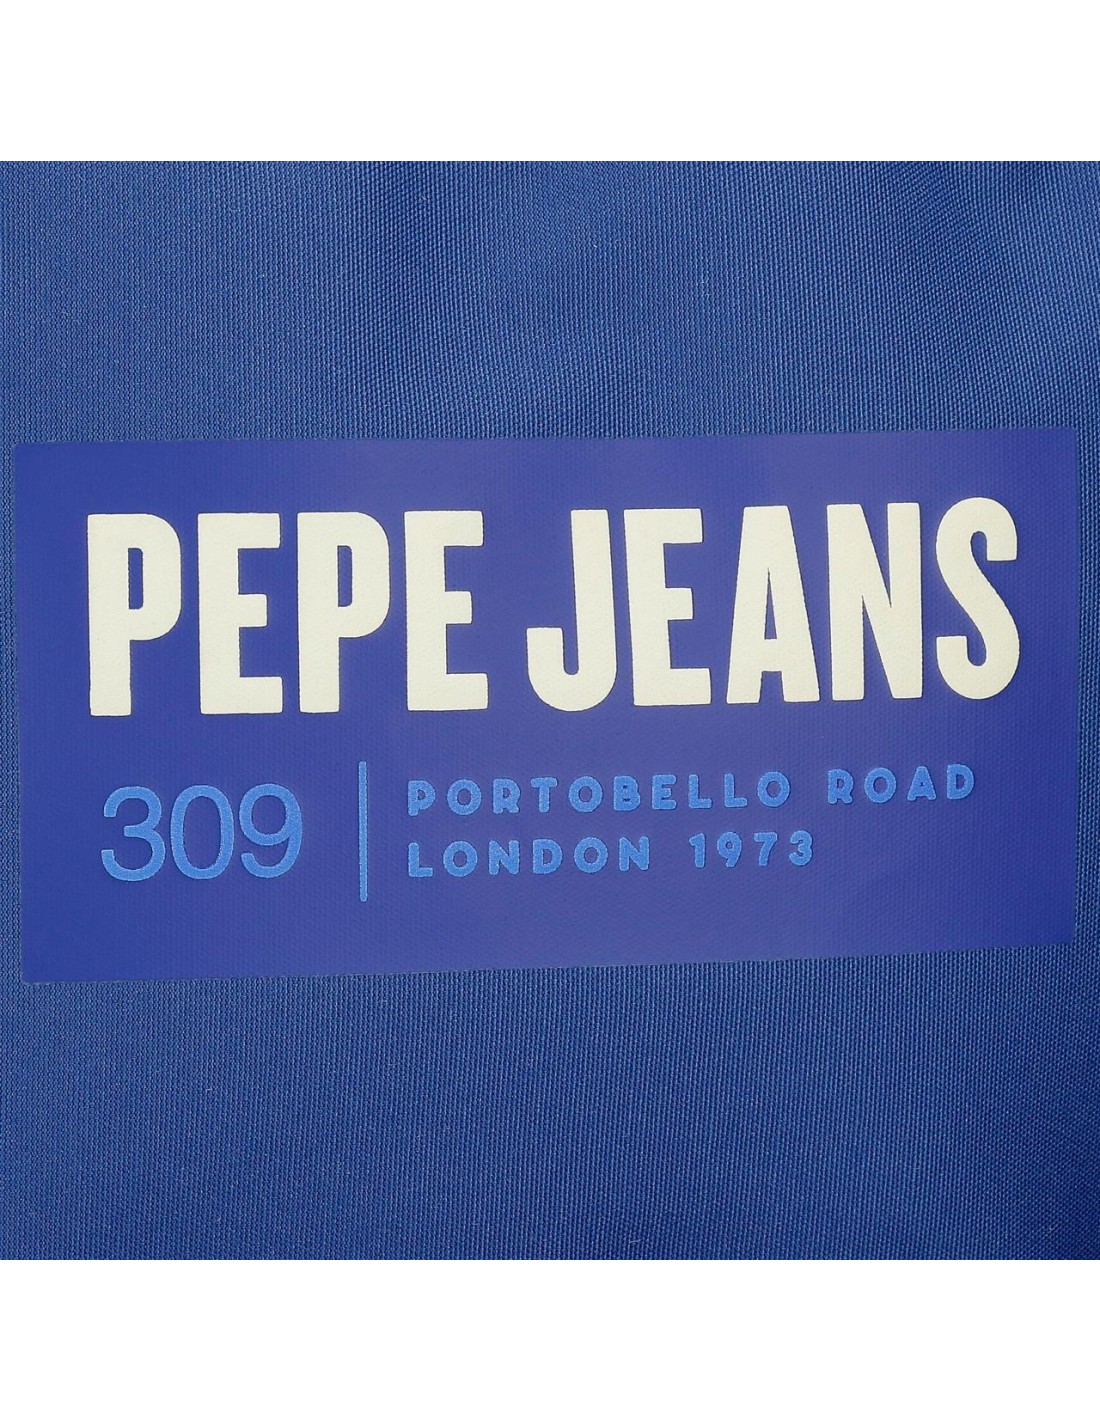 PEPE JEANS
309 | PORTOBELLO ROAD
LONDON 1973